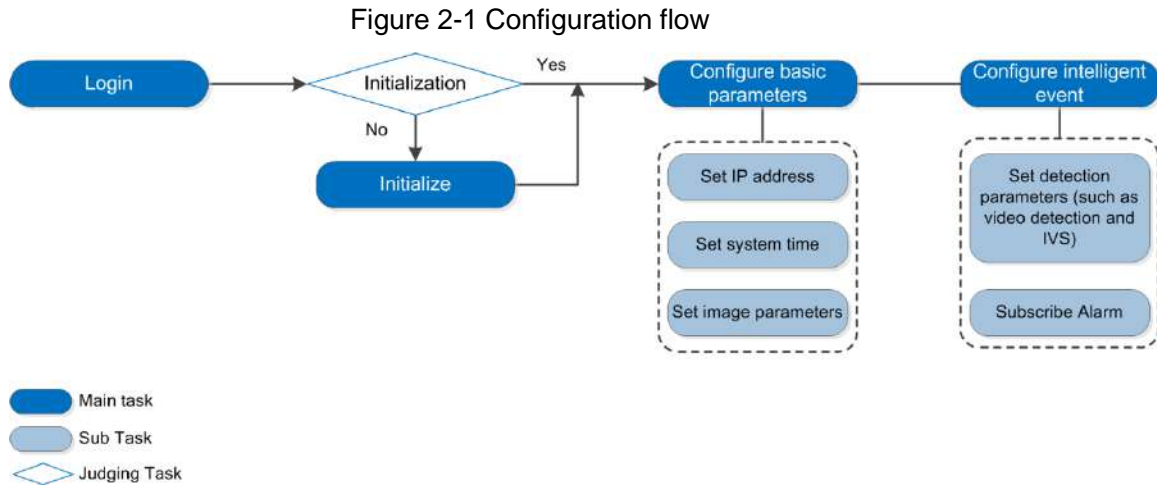 Figure 2-1 Configuration flow
Login
Initialization
Yes
No
Initialize
Configure basic
parameters
Set IP address
Set system time
Set image parameters
Configure intelligent
event
Set detection
parameters (such as
video detection and
IVS)
Subscribe Alarm
Main task
Sub Task
Judging Task